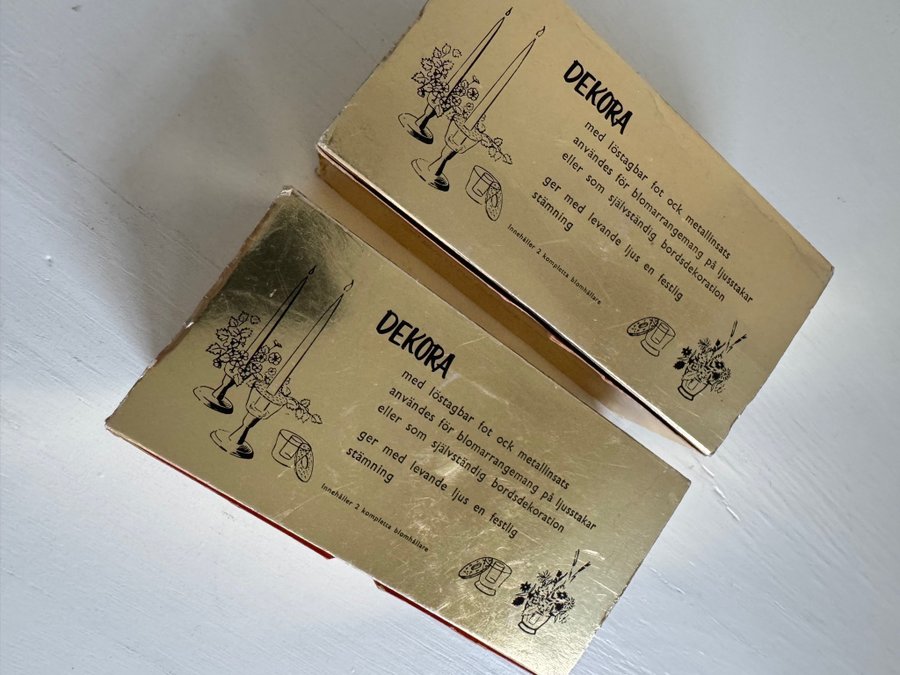 DEKORA
med löstagbar fot och metallinsats
användes för blomarrangemang på ljusstakar
eller som självständig bordsdekoration
ger med levande ljus en festlig
stämning
Innehåller 2 kompletta blomhållare
DEKORA
med löstagbar fot och metallinsats
användes för blomarrangemang på ljusstakar
eller som självständig bordsdekoration
ger med levande ljus en festlig
stämning
Innehåller 2 kompletta blomhållare